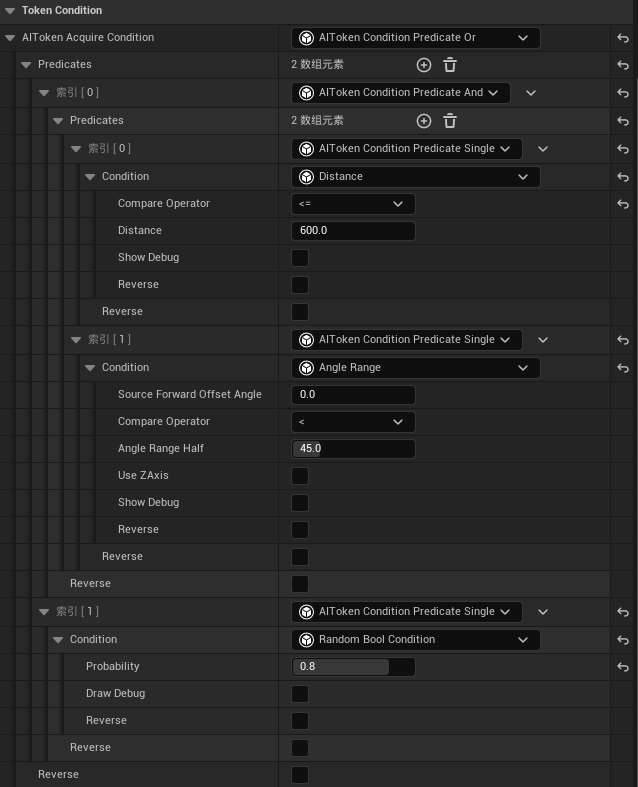 Token Condition
AIToken Acquire Condition AIToken Condition Predicate Or
Predicates 2 数组元素
索引 [ 0 ] AIToken Condition Predicate And
Predicates 2 数组元素
索引 [ 0 ] AIToken Condition Predicate Single
Condition Distance
Compare Operator <=
Distance 600.0
Show Debug
Reverse
Reverse
索引 [ 1 ] AIToken Condition Predicate Single
Condition Angle Range
Source Forward Offset Angle 0.0
Compare Operator <
Angle Range Half 45.0
Use ZAxis
Show Debug
Reverse
Reverse
Reverse
索引 [ 1 ] AIToken Condition Predicate Single
Condition Random Bool Condition
Probability 0.8
Draw Debug
Reverse
Reverse
Reverse